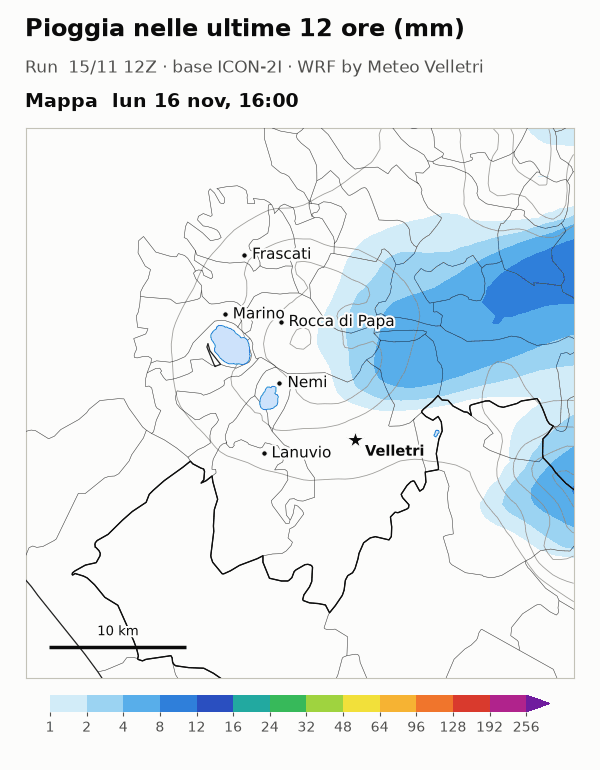 Pioggia nelle ultime 12 ore (mm)
Run  15/11 12Z · base ICON-2I · WRF by Meteo Velletri
Mappa  lun 16 nov, 16:00
Frascati
Marino
Rocca di Papa
Nemi
Velletri
Lanuvio
10 km
1 2 4 8 12 16 24 32 48 64 96 128 192 256